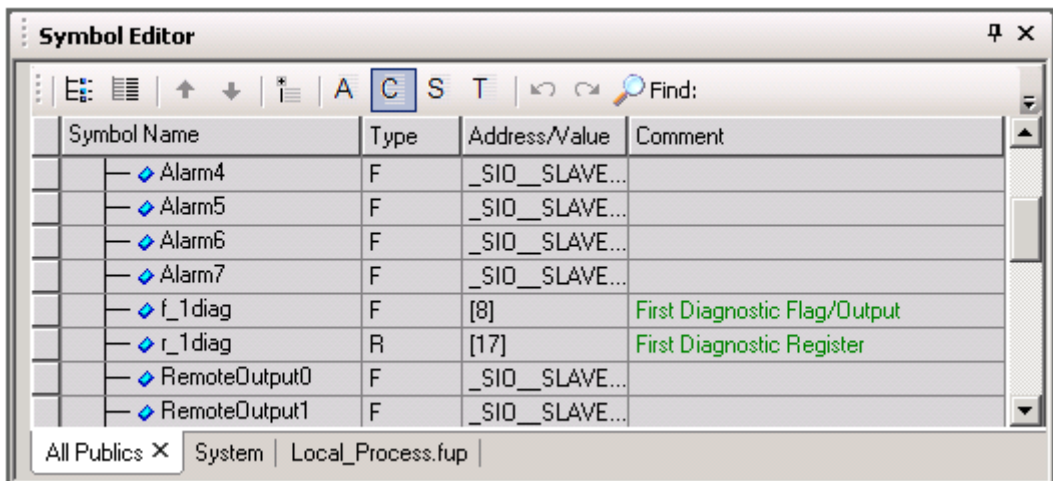 Symbol Editor
A C S T Find:
Symbol Name Type Address/Value Comment
Alarm4 F _SIO__SLAVE...
Alarm5 F _SIO__SLAVE...
Alarm6 F _SIO__SLAVE...
Alarm7 F _SIO__SLAVE...
f_1diag F [8] First Diagnostic Flag/Output
r_1diag R [17] First Diagnostic Register
RemoteOutput0 F _SIO__SLAVE...
RemoteOutput1 F _SIO__SLAVE...
All Publics System Local_Process.fup